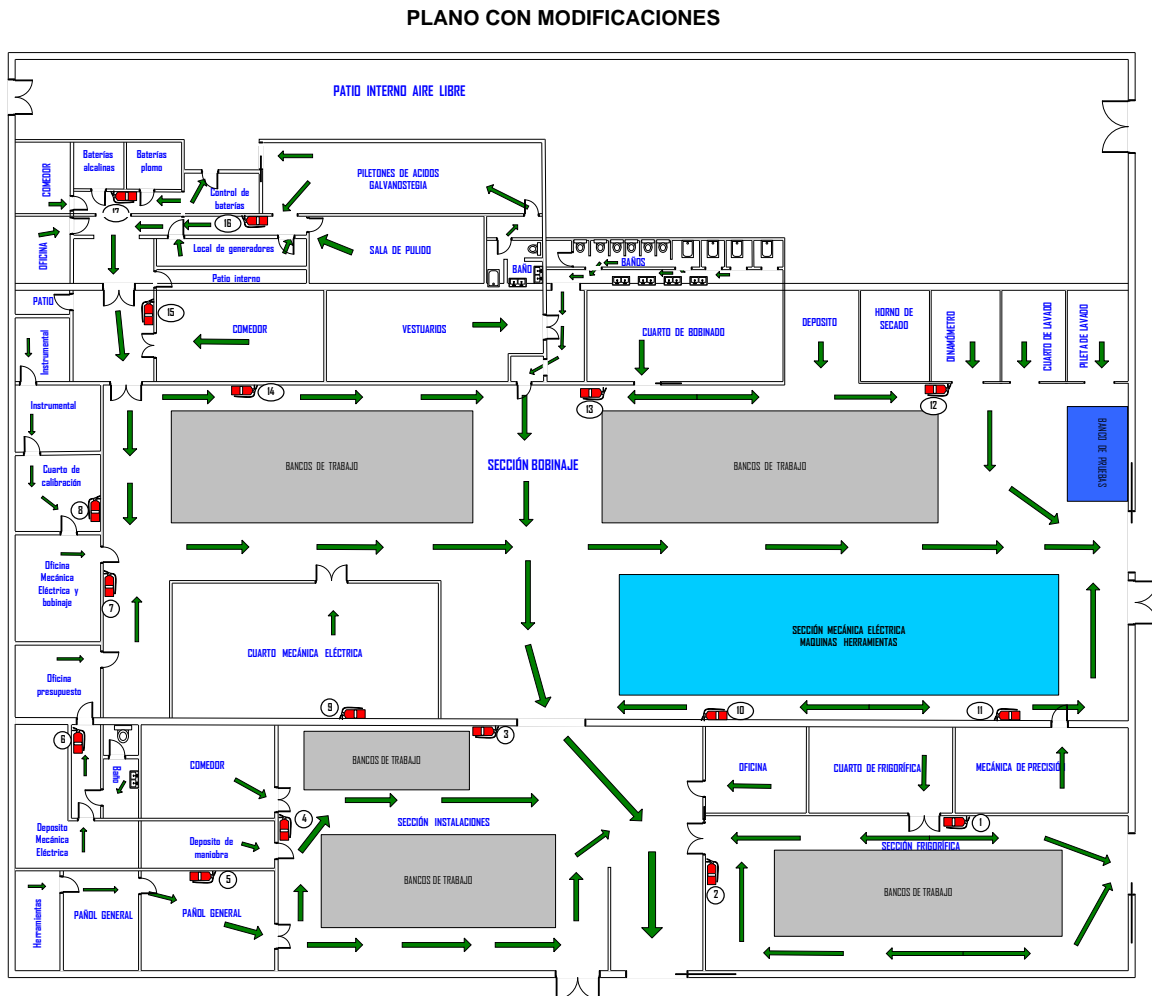 PLANO CON MODIFICACIONES
PATIO INTERNO AIRE LIBRE
COMEDOR
Baterías
alcalinas
Baterías
plomo
Control de
baterías
PILETONES DE ACIDOS
GALVANOSTEGIA
17
16
OFICINA
Local de generadores
SALA DE PULIDO
BAÑO
BAÑOS
Patio interno
PATIO
15
COMEDOR
VESTUARIOS
CUARTO DE BOBINADO
DEPOSITO
HORNO DE
SECADO
DINAMÓMETRO
CUARTO DE LAVADO
PILETA DE LAVADO
Instrumental
14
13
12
Instrumental
BANCOS DE TRABAJO
SECCIÓN BOBINAJE
BANCOS DE TRABAJO
BANCO DE PRUEBAS
Cuarto de
calibración
8
Oficina
Mecánica
Eléctrica y
bobinaje
7
SECCIÓN MECÁNICA ELÉCTRICA
MAQUINAS HERRAMIENTAS
CUARTO MECÁNICA ELÉCTRICA
Oficina
presupuesto
9
10
11
6
3
COMEDOR
BANCOS DE TRABAJO
OFICINA
CUARTO DE FRIGORÍFICA
MECÁNICA DE PRECISIÓN
Baño
4
SECCIÓN INSTALACIONES
1
Deposito
Mecánica
Eléctrica
Deposito de
maniobra
SECCIÓN FRIGORÍFICA
5
BANCOS DE TRABAJO
2
BANCOS DE TRABAJO
Herramientas
PAÑOL GENERAL
PAÑOL GENERAL